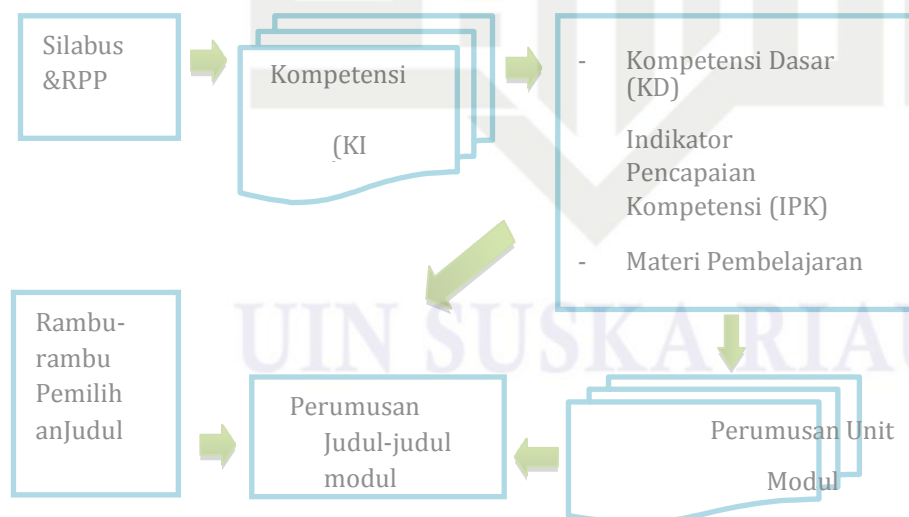 Silabus
&RPP
Kompetensi
(KI
- Kompetensi Dasar
(KD)
Indikator
Pencapaian
Kompetensi (IPK)
- Materi Pembelajaran
UIN SUSKA RIAU
Rambu-
rambu
Pemilih
anJudul
Perumusan
Judul-judul
modul
Perumusan Unit
Modul